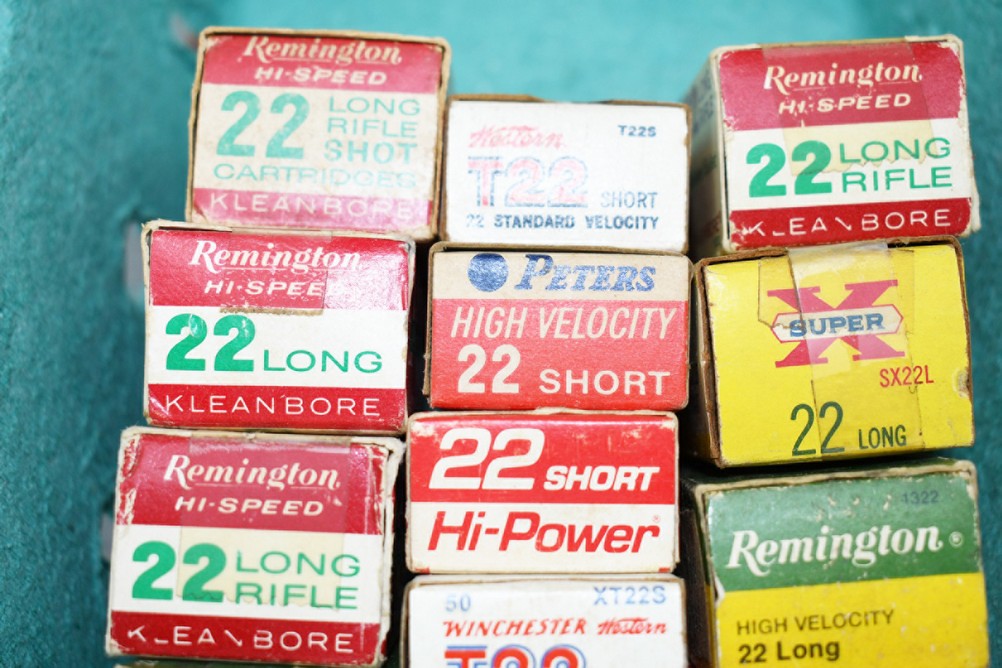 Remington
HI-SPEED
22 LONG
RIFLE
SHOT
CARTRIDGES
KLEANBORE
Western
T22S
T22 SHORT
22 STANDARD VELOCITY
Remington
HI-SPEED
22 LONG
RIFLE
KLEANBORE
Remington
HI-SPEED
22 LONG
KLEANBORE
PETERS
HIGH VELOCITY
22 SHORT
SUPER X
SX22L
22 LONG
Remington
HI-SPEED
22 LONG
RIFLE
KLEANBORE
22 SHORT
Hi-Power®
50 XT22S
WINCHESTER Western
T22
1322
Remington®
HIGH VELOCITY
22 Long